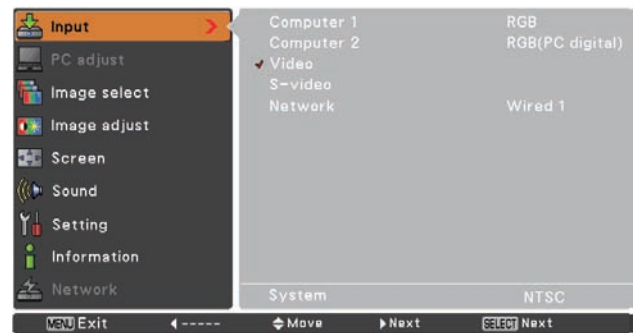 Input
PC adjust
Image select
Image adjust
Screen
Sound
Setting
Information
Network
Computer 1 RGB
Computer 2 RGB(PC digital)
Video
S-video
Network Wired 1
System NTSC
MENU Exit ----- Move Next SELECT Next